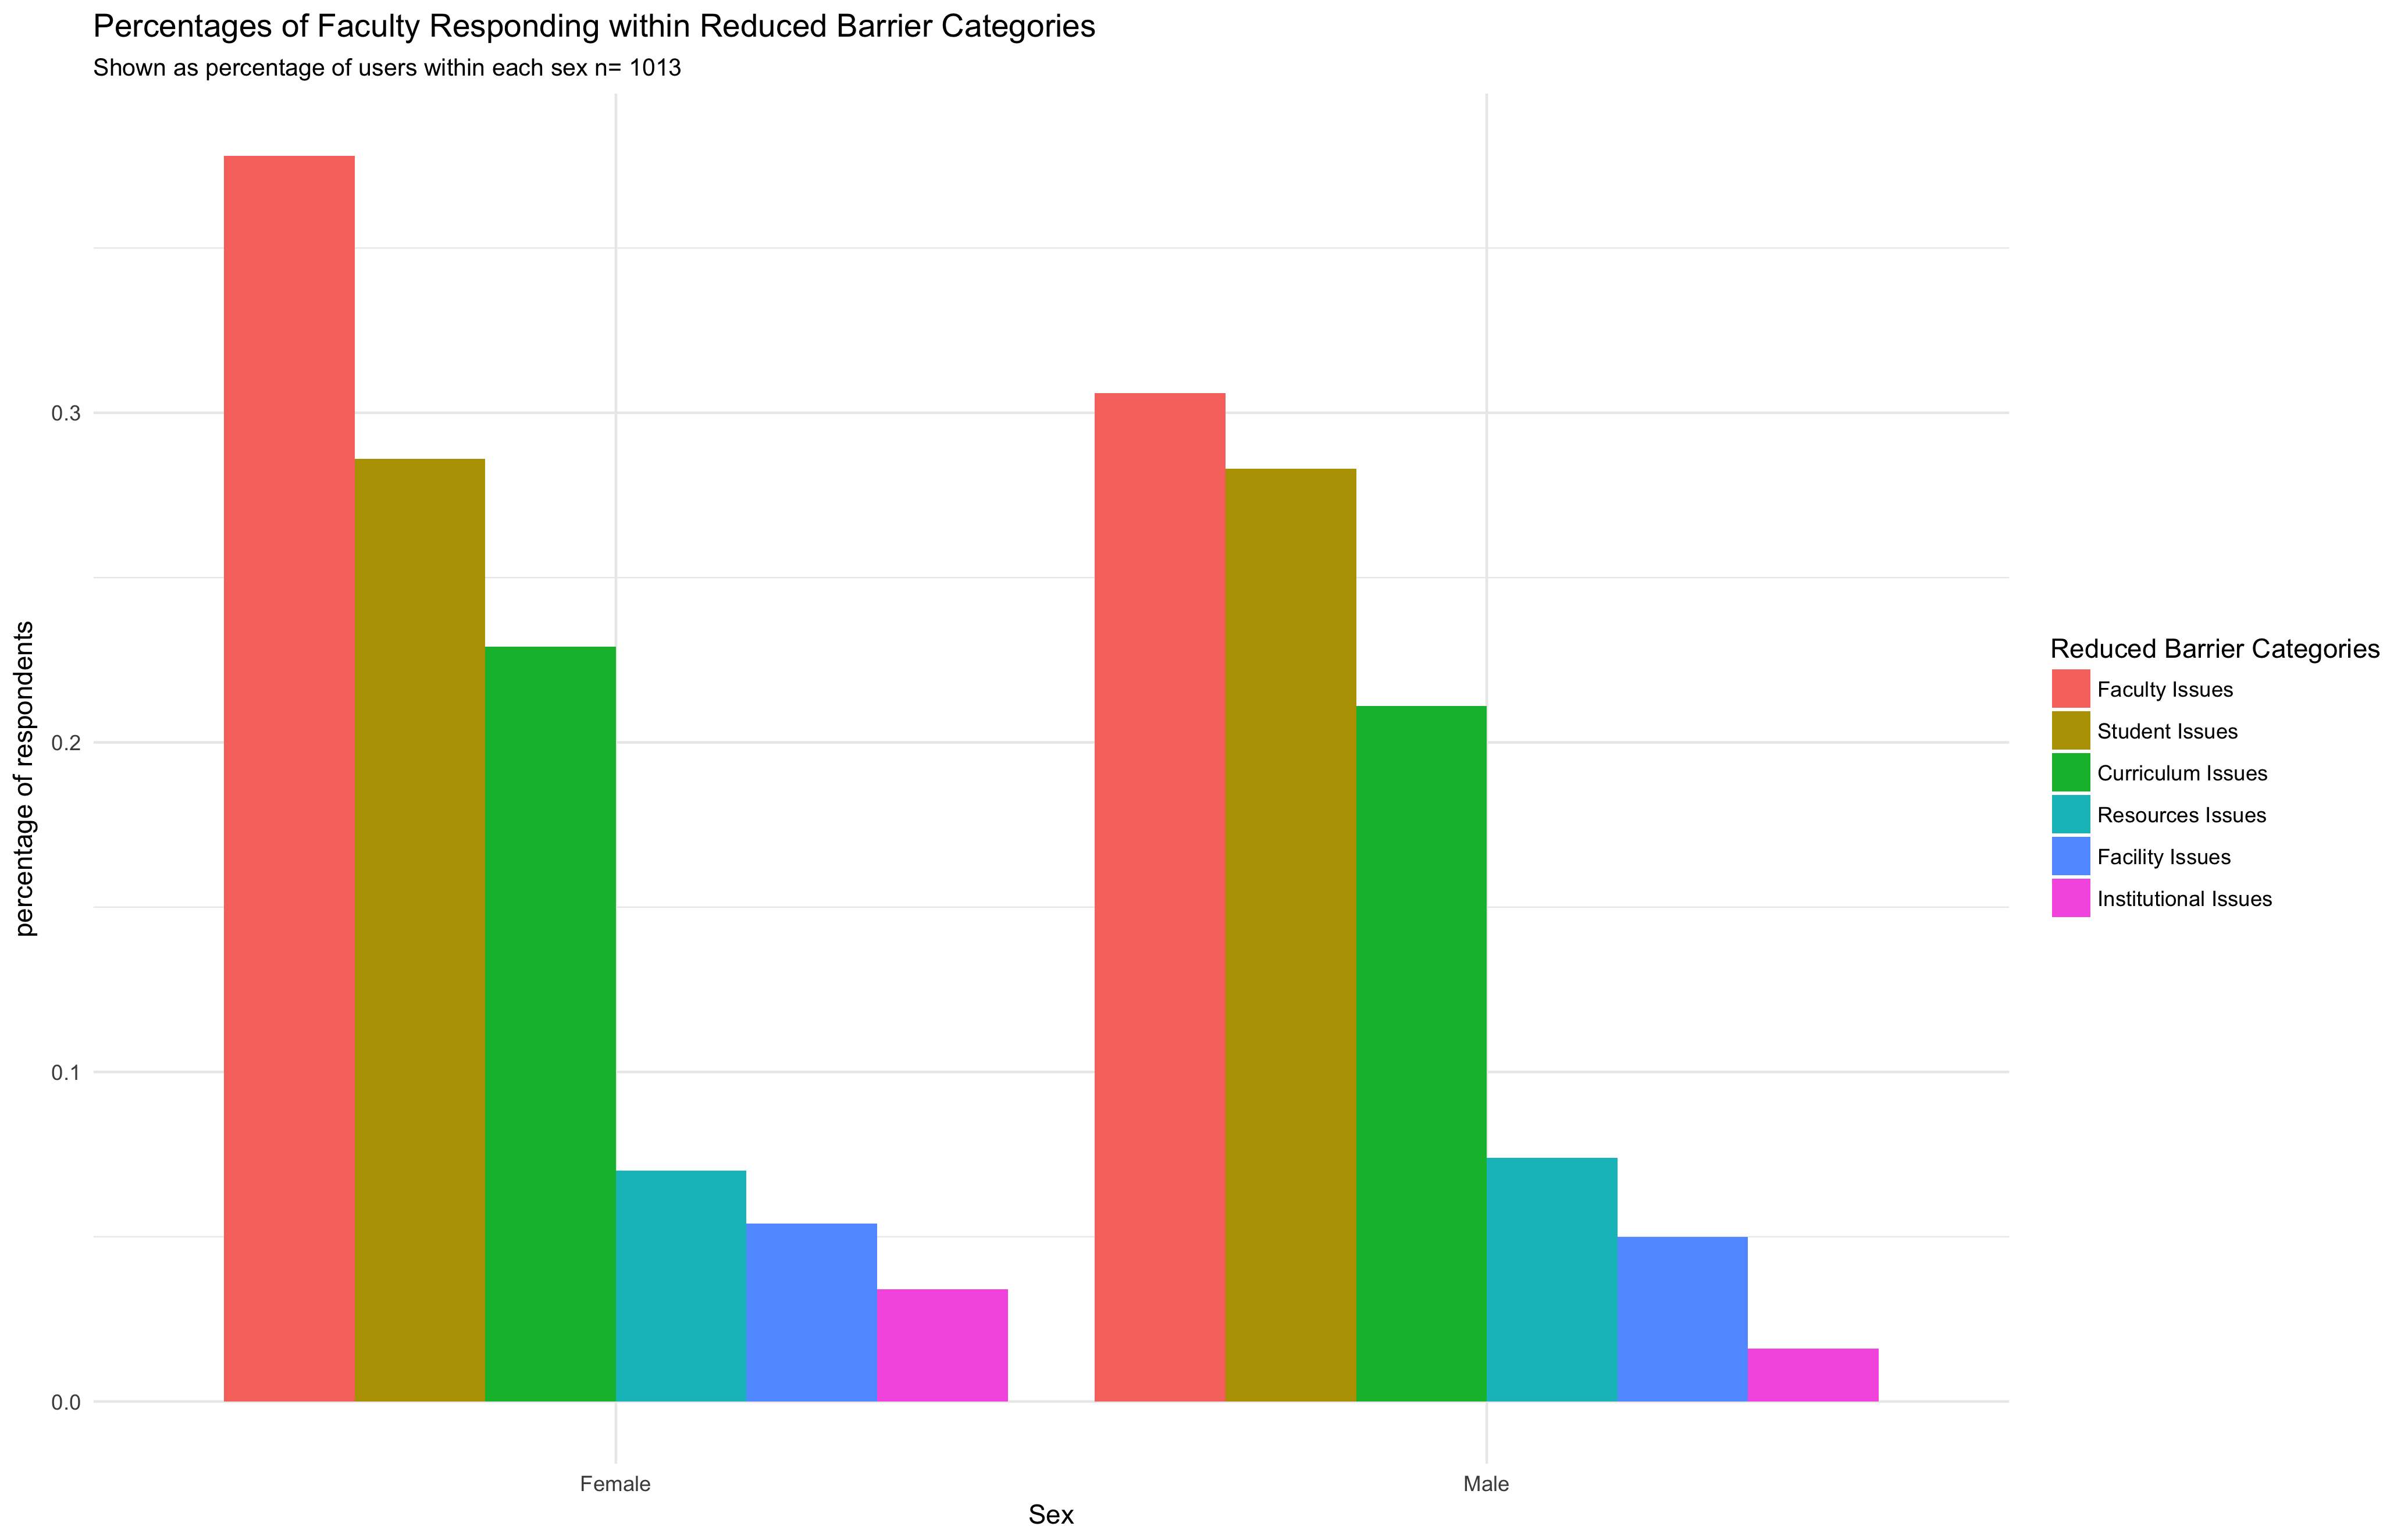 Percentages of Faculty Responding within Reduced Barrier Categories
Shown as percentage of users within each sex n= 1013
percentage of respondents
0.3
0.2
0.1
0.0
Female
Male
Sex
Reduced Barrier Categories
Faculty Issues
Student Issues
Curriculum Issues
Resources Issues
Facility Issues
Institutional Issues